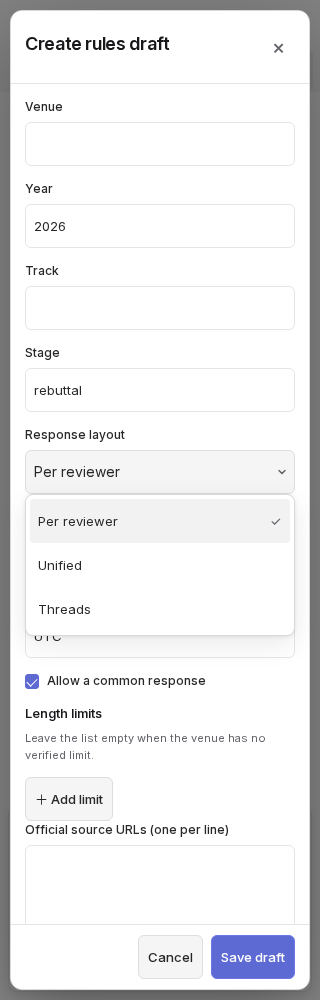 Create rules draft
Venue
Year
2026
Track
Stage
rebuttal
Response layout
Per reviewer
Per reviewer
Unified
Threads
UTC
Allow a common response
Length limits
Leave the list empty when the venue has no
verified limit.
Add limit
Official source URLs (one per line)
Cancel
Save draft